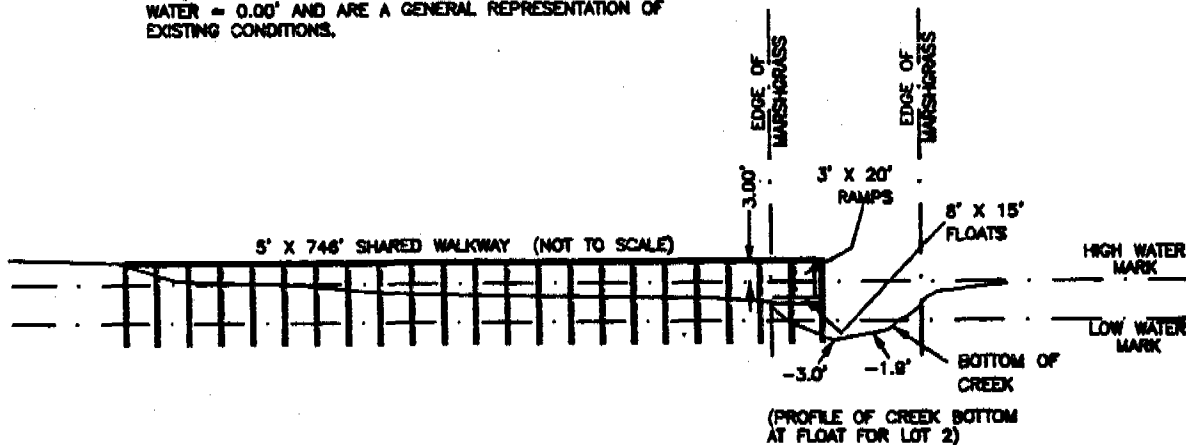 WATER = 0.00' AND ARE A GENERAL REPRESENTATION OF
EXISTING CONDITIONS.
EDGE OF
MARSHGRASS
EDGE OF
MARSHGRASS
3.00'
3' X 20'
RAMPS
8' X 15'
FLOATS
5' X 746' SHARED WALKWAY (NOT TO SCALE)
HIGH WATER
MARK
LOW WATER
MARK
-3.0'
-1.9'
BOTTOM OF
CREEK
(PROFILE OF CREEK BOTTOM
AT FLOAT FOR LOT 2)